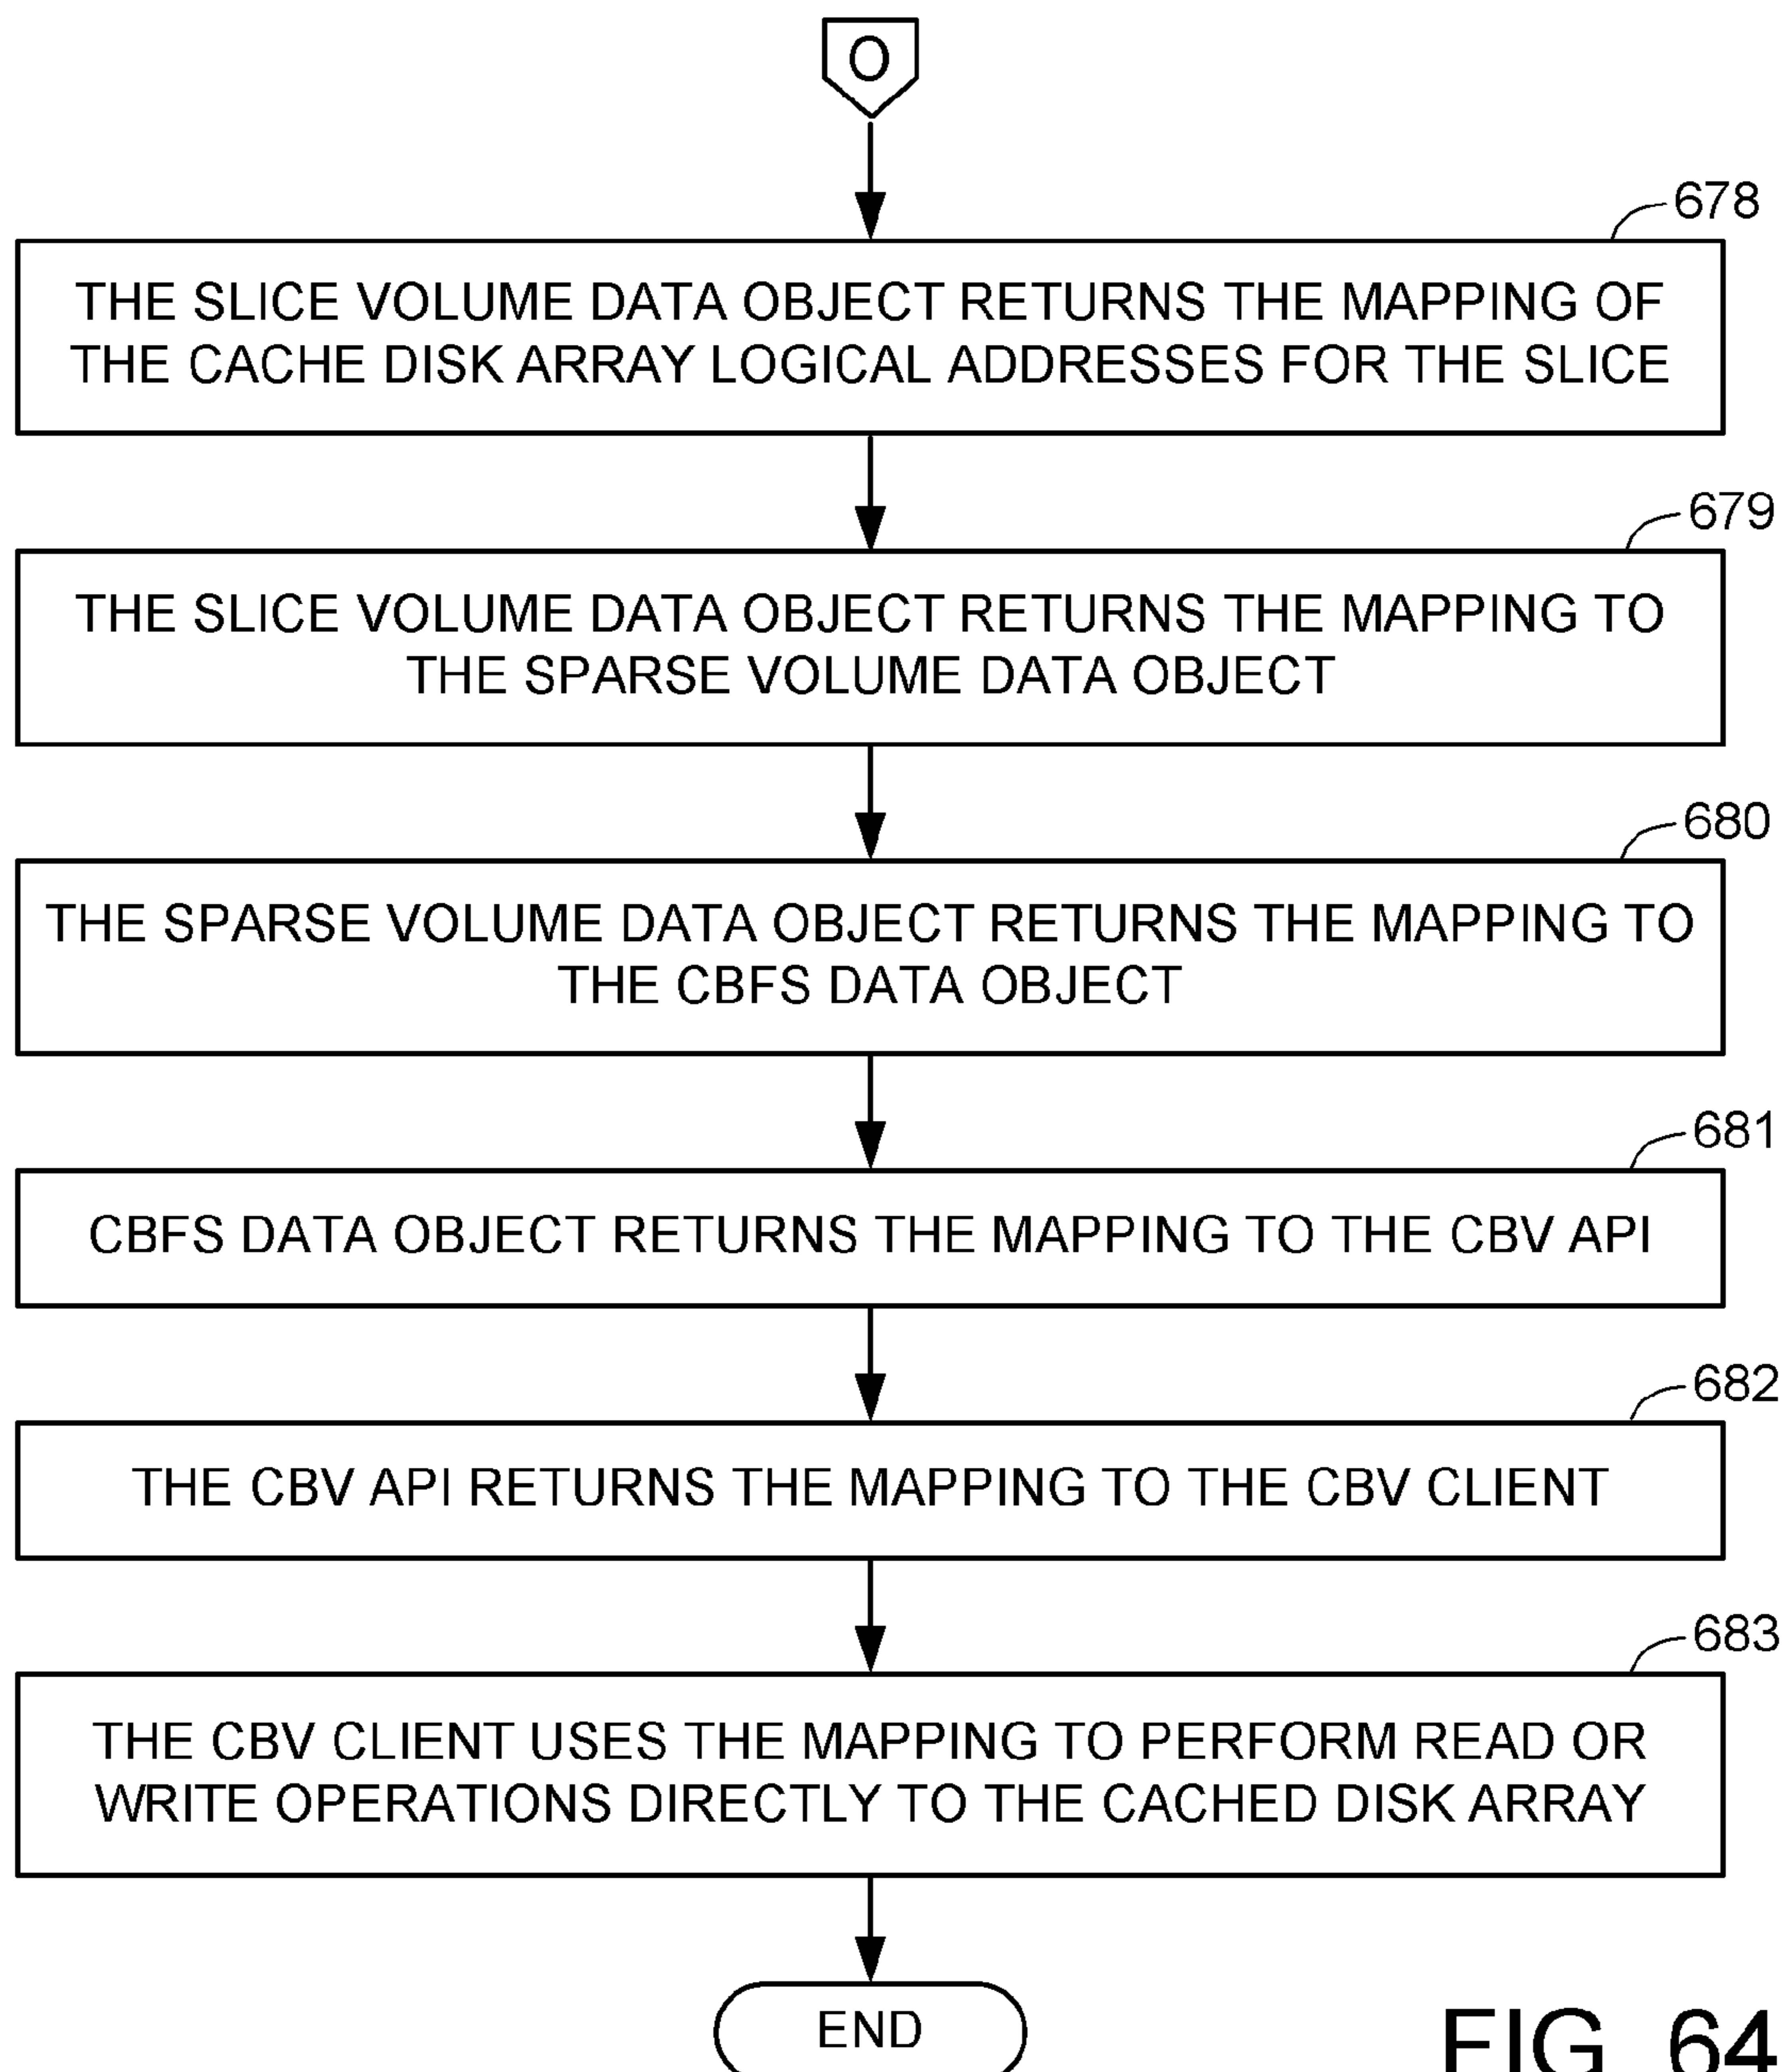 O
678
THE SLICE VOLUME DATA OBJECT RETURNS THE MAPPING OF
THE CACHE DISK ARRAY LOGICAL ADDRESSES FOR THE SLICE
679
THE SLICE VOLUME DATA OBJECT RETURNS THE MAPPING TO
THE SPARSE VOLUME DATA OBJECT
680
THE SPARSE VOLUME DATA OBJECT RETURNS THE MAPPING TO
THE CBFS DATA OBJECT
681
CBFS DATA OBJECT RETURNS THE MAPPING TO THE CBV API
682
THE CBV API RETURNS THE MAPPING TO THE CBV CLIENT
683
THE CBV CLIENT USES THE MAPPING TO PERFORM READ OR
WRITE OPERATIONS DIRECTLY TO THE CACHED DISK ARRAY
END
FIG. 64